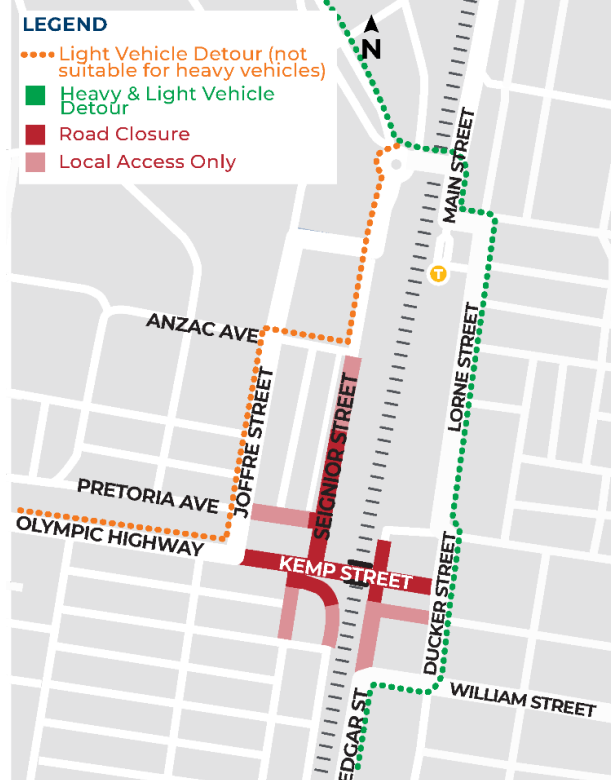 LEGEND
Light Vehicle Detour (not
suitable for heavy vehicles)
Heavy & Light Vehicle
Detour
Road Closure
Local Access Only
N
MAIN STREET
T
ANZAC AVE
LORNE STREET
JOFFRE STREET
SEIGNIOR STREET
PRETORIA AVE
OLYMPIC HIGHWAY
KEMP STREET
DUCKER STREET
WILLIAM STREET
EDGAR ST